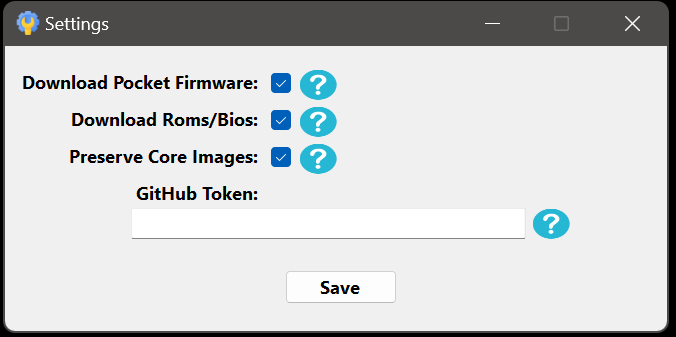 Settings
Download Pocket Firmware:
Download Roms/Bios:
Preserve Core Images:
GitHub Token:
Save